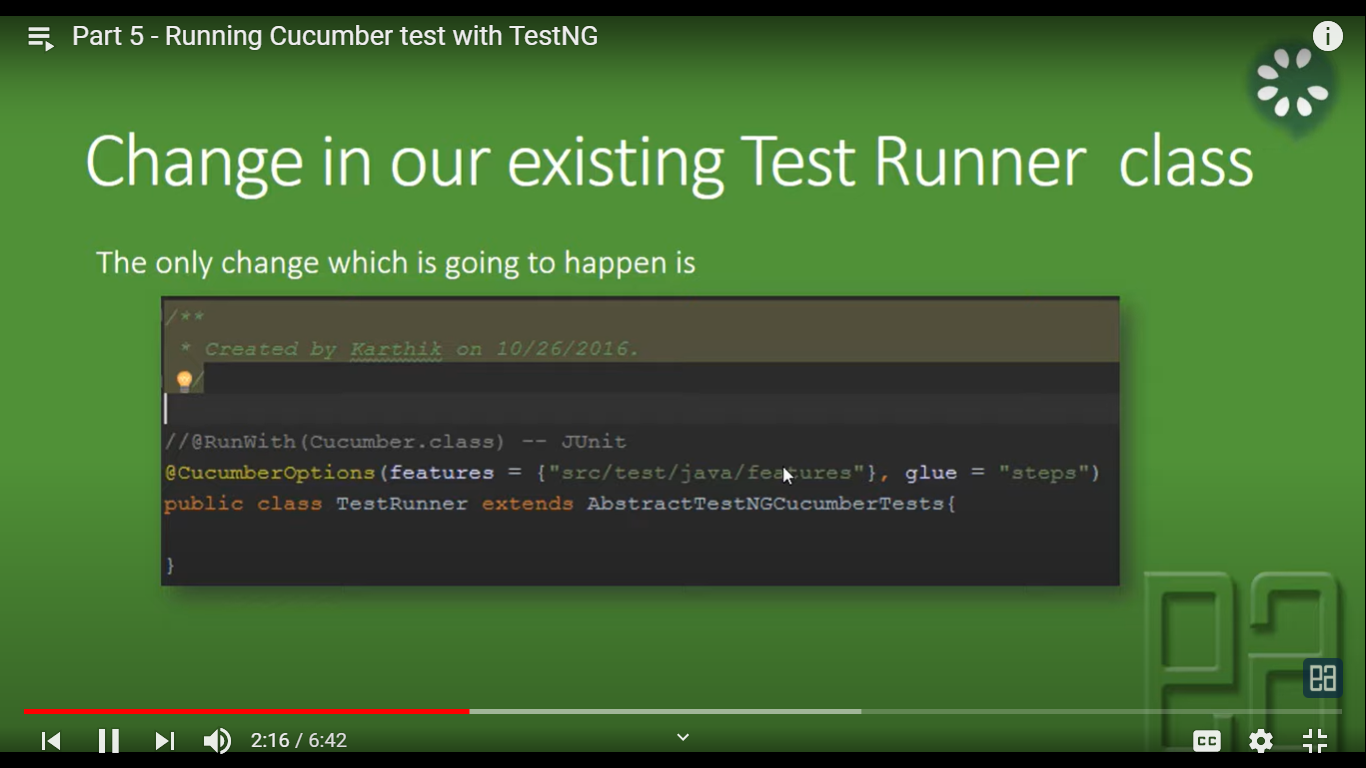 Part 5 - Running Cucumber test with TestNG
Change in our existing Test Runner class
The only change which is going to happen is
/**
* Created by Karthik on 10/26/2016.
/
//@RunWith(Cucumber.class) -- JUnit
@CucumberOptions(features = {"src/test/java/features"}, glue = "steps")
public class TestRunner extends AbstractTestNGCucumberTests{
}
2:16 / 6:42
CC